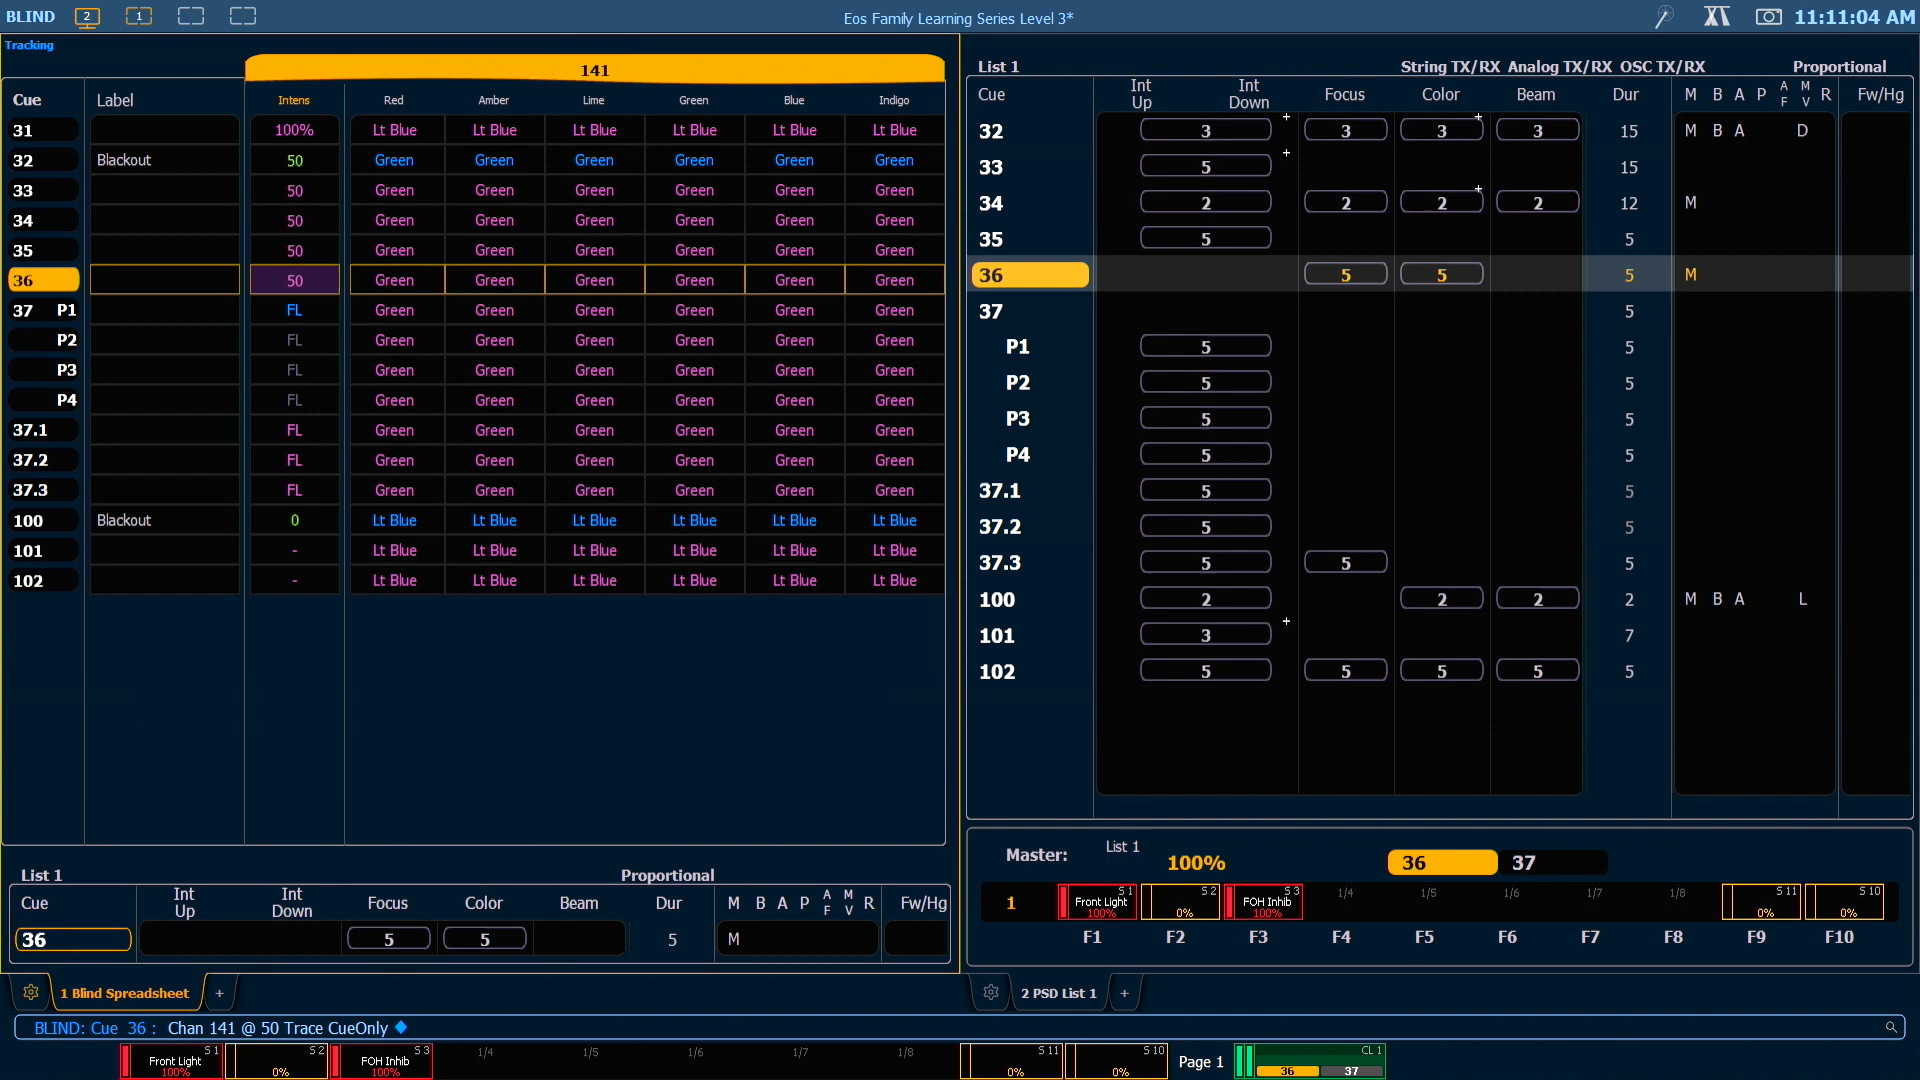 BLIND 2 1 Eos Family Learning Series Level 3* 11:11:04 AM
Tracking
141
Cue Label Intens Red Amber Lime Green Blue Indigo
31 100% Lt Blue Lt Blue Lt Blue Lt Blue Lt Blue Lt Blue
32 Blackout 50 Green Green Green Green Green Green
33 50 Green Green Green Green Green Green
34 50 Green Green Green Green Green Green
35 50 Green Green Green Green Green Green
36 50 Green Green Green Green Green Green
37 P1 FL Green Green Green Green Green Green
P2 FL Green Green Green Green Green Green
P3 FL Green Green Green Green Green Green
P4 FL Green Green Green Green Green Green
37.1 FL Green Green Green Green Green Green
37.2 FL Green Green Green Green Green Green
37.3 FL Green Green Green Green Green Green
100 Blackout 0 Lt Blue Lt Blue Lt Blue Lt Blue Lt Blue Lt Blue
101 - Lt Blue Lt Blue Lt Blue Lt Blue Lt Blue Lt Blue
102 - Lt Blue Lt Blue Lt Blue Lt Blue Lt Blue Lt Blue
List 1 Proportional
Cue Int Up Int Down Focus Color Beam Dur M B A P AF MV R Fw/Hg
36 5 5 5 M
1 Blind Spreadsheet +
List 1 String TX/RX Analog TX/RX OSC TX/RX Proportional
Cue Int Up Int Down Focus Color Beam Dur M B A P AF MV R Fw/Hg
32 3 + 3 3 + 3 15 M B A D
33 5 + 15
34 2 2 2 + 2 12 M
35 5 5
36 5 5 5 M
37 5
P1 5 5
P2 5 5
P3 5 5
P4 5 5
37.1 5 5
37.2 5 5
37.3 5 5 5
100 2 2 2 2 M B A L
101 3 + 7
102 5 5 5 5 5
Master: List 1 100% 36 37
1 Front Light 100% S 1 S 2 0% FOH Inhib 100% S 3 1/4 1/5 1/6 1/7 1/8 S 11 0% S 10 0%
F1 F2 F3 F4 F5 F6 F7 F8 F9 F10
2 PSD List 1 +
BLIND: Cue 36 : Chan 141 @ 50 Trace CueOnly
Front Light 100% S 1 S 2 0% FOH Inhib 100% S 3 1/4 1/5 1/6 1/7 1/8 S 11 0% S 10 0% Page 1 CL 1 36 37